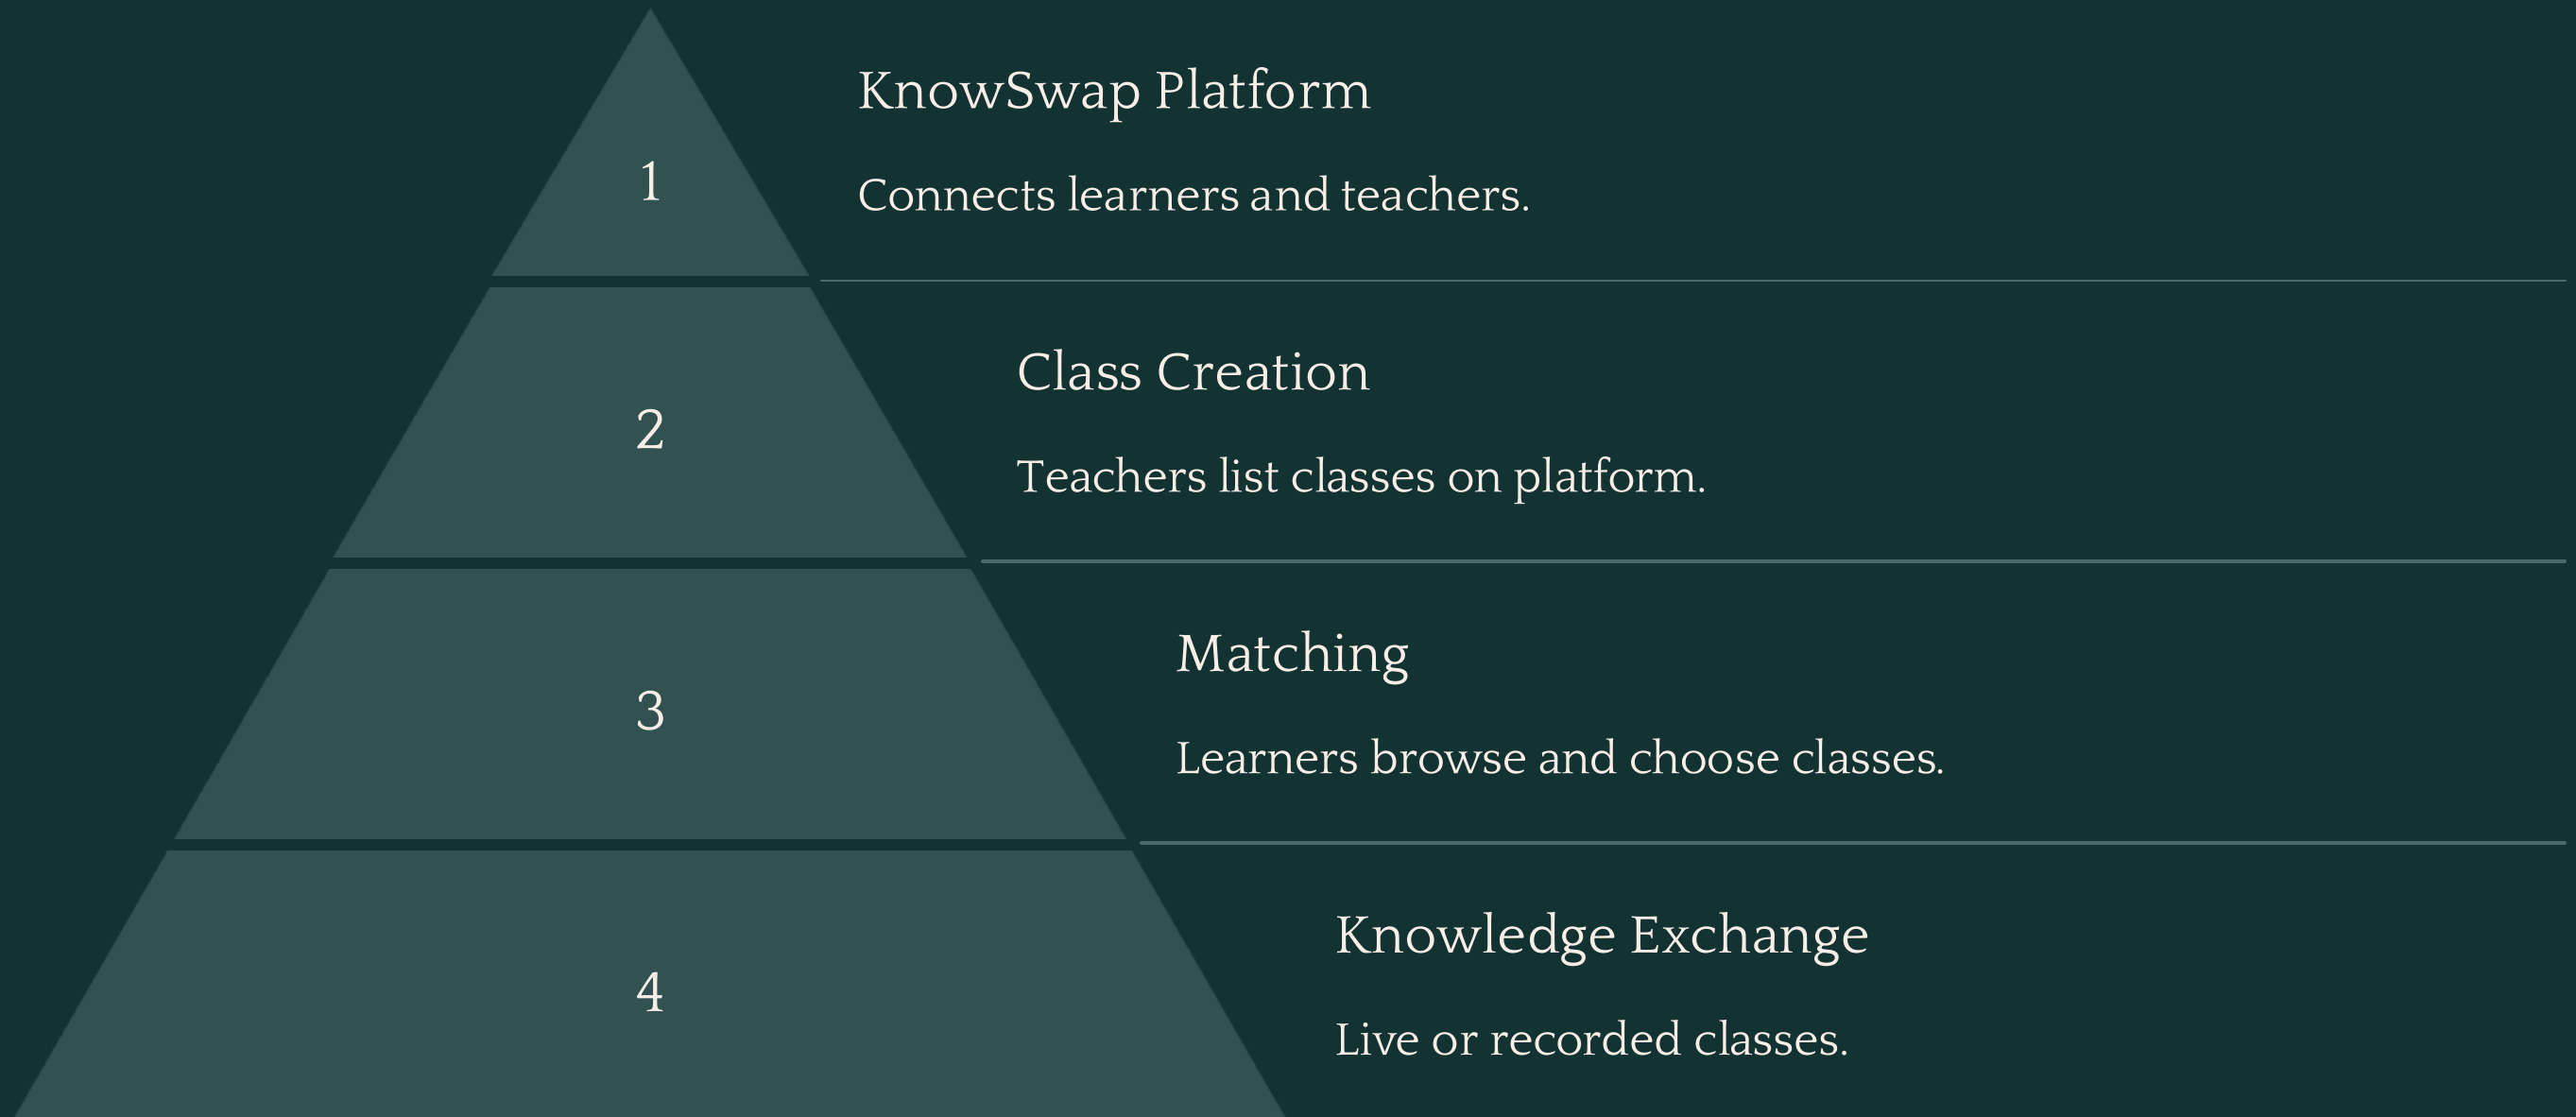 1
KnowSwap Platform
Connects learners and teachers.
2
Class Creation
Teachers list classes on platform.
3
Matching
Learners browse and choose classes.
4
Knowledge Exchange
Live or recorded classes.